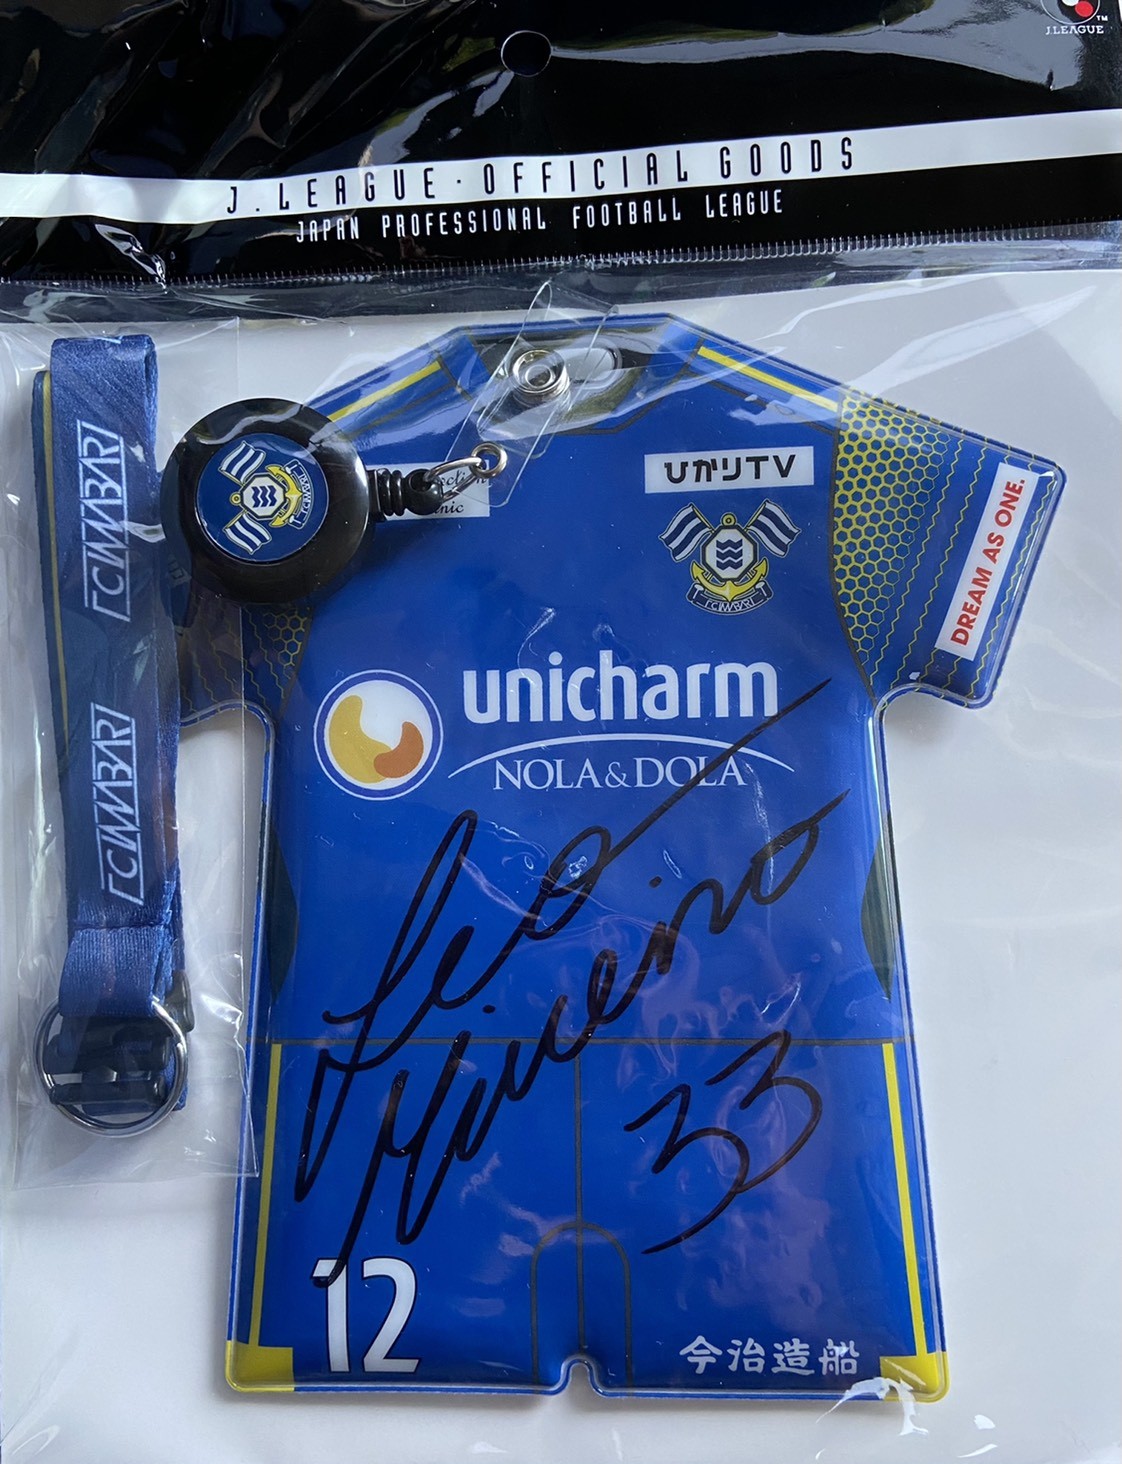 J.LEAGUE
J.LEAGUE·OFFICIAL GOODS
JAPAN PROFESSIONAL FOOTBALL LEAGUE
FC IMABARI
FC IMABARI
ひかりTV
FC IMABARI
DREAM AS ONE.
unicharm
NOLA&DOLA
Leo
33
12
今治造船